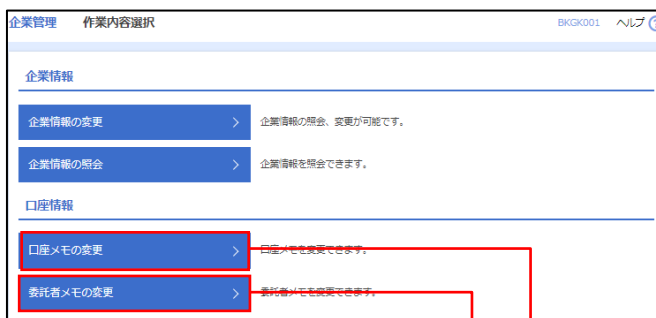 企業管理 作業内容選択 BKGK001 ヘルプ ?
企業情報
企業情報の変更 企業情報の照会、変更が可能です。
企業情報の照会 企業情報を照会できます。
口座情報
口座メモの変更 口座メモを変更できます。
委託者メモの変更 委託者メモを変更できます。